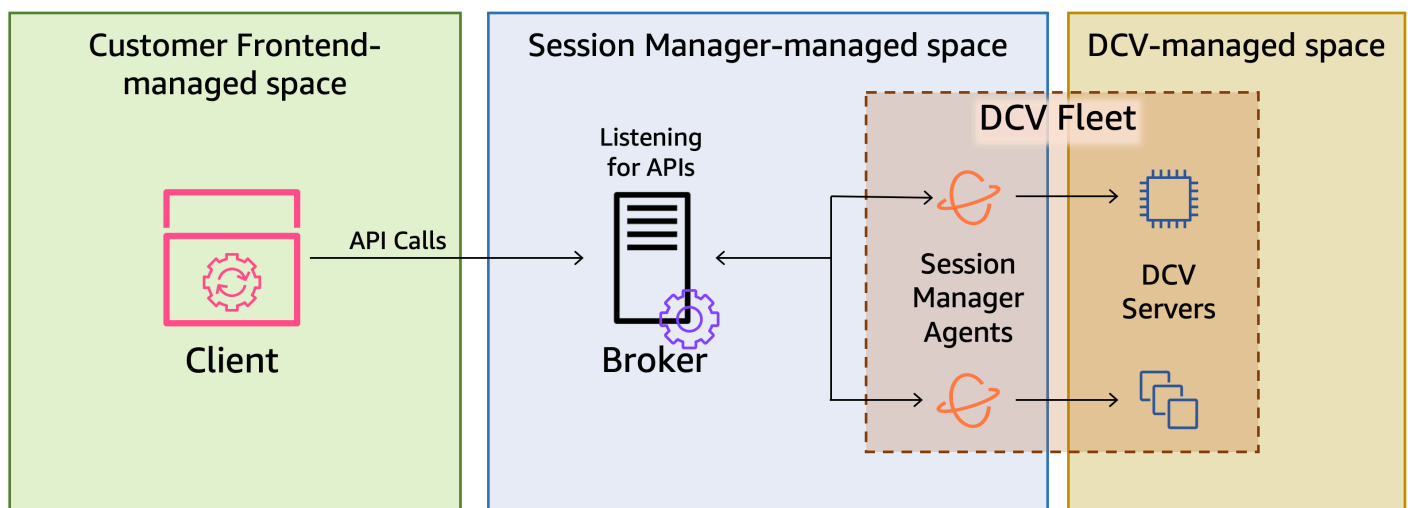 Customer Frontend-
managed space
Session Manager-managed space
DCV-managed space
DCV Fleet
Listening
for APIs
API Calls
Session
Manager
Agents
DCV
Servers
Client
Broker